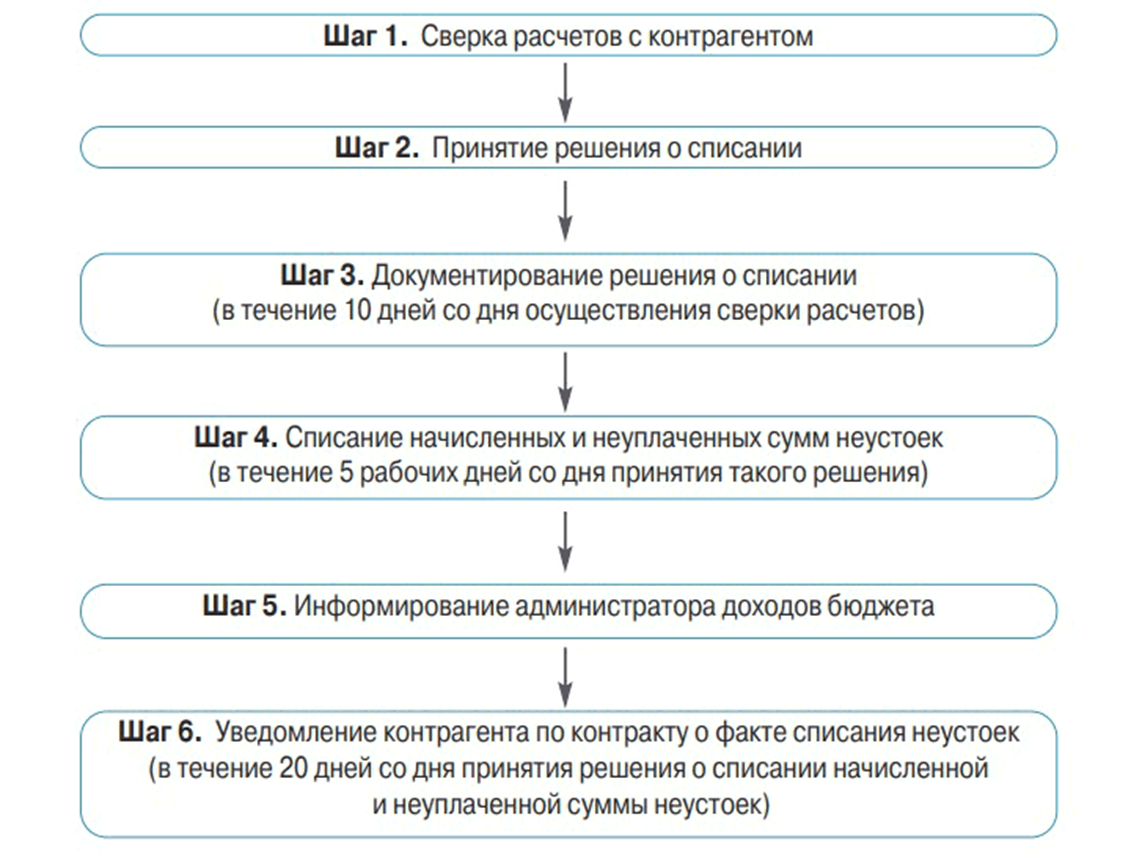 Шаг 1. Сверка расчетов с контрагентом
Шаг 2. Принятие решения о списании
Шаг 3. Документирование решения о списании
(в течение 10 дней со дня осуществления сверки расчетов)
Шаг 4. Списание начисленных и неуплаченных сумм неустоек
(в течение 5 рабочих дней со дня принятия такого решения)
Шаг 5. Информирование администратора доходов бюджета
Шаг 6. Уведомление контрагента по контракту о факте списания неустоек
(в течение 20 дней со дня принятия решения о списании начисленной
и неуплаченной суммы неустоек)